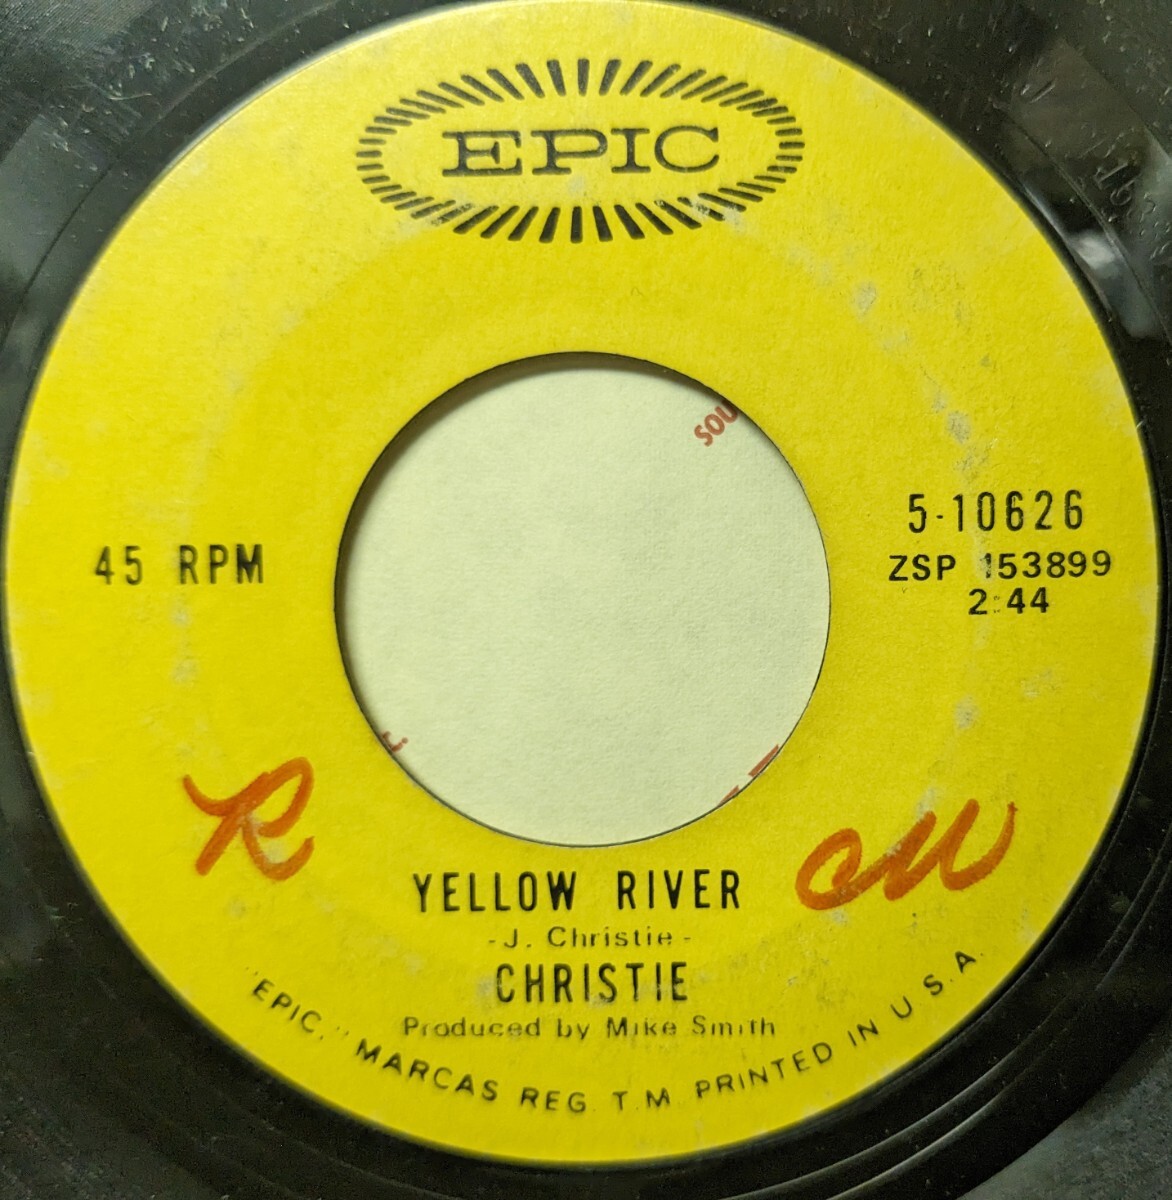 EPIC
SOU
45 RPM
5-10626
ZSP 153899
2:44
R
YELLOW RIVER
- J. Christie -
CHRISTIE
Produced by Mike Smith
"EPIC," MARCAS REG. T.M. PRINTED IN U.S.A.